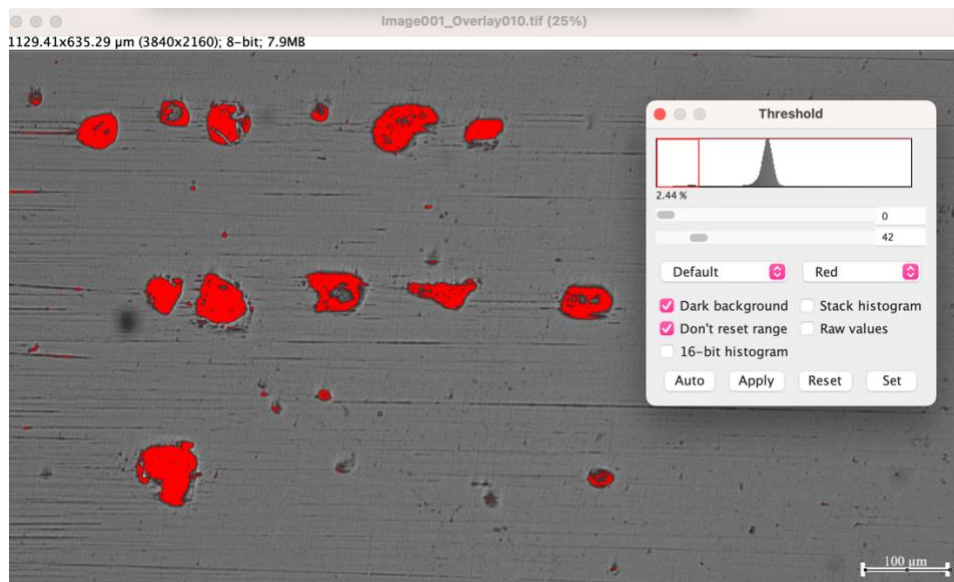 Image001_Overlay010.tif (25%)
1129.41x635.29 µm (3840x2160); 8-bit; 7.9MB
Threshold
2.44 %
0
42
Default Red
Dark background Stack histogram
Don't reset range Raw values
16-bit histogram
Auto Apply Reset Set
100 µm